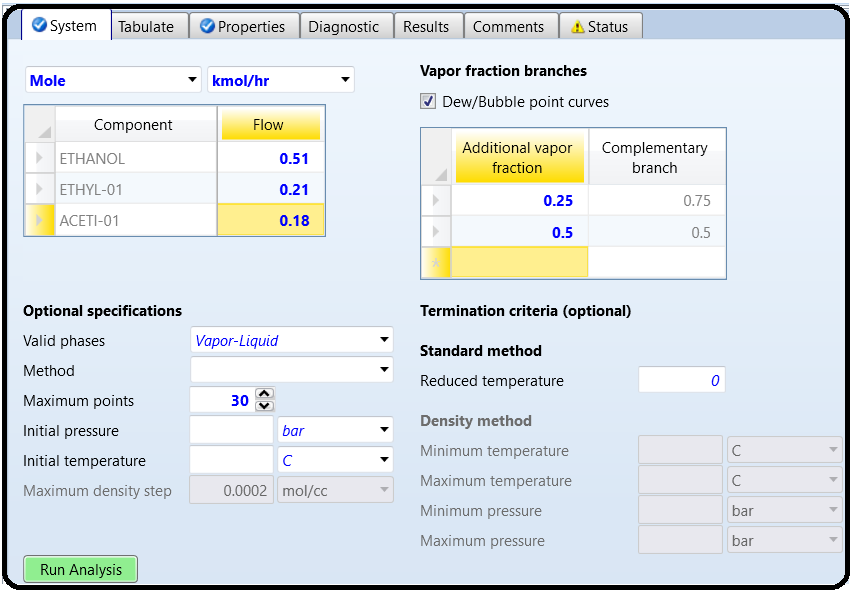 System Tabulate Properties Diagnostic Results Comments Status
Mole kmol/hr
Component Flow
ETHANOL 0.51
ETHYL-01 0.21
ACETI-01 0.18
Vapor fraction branches
Dew/Bubble point curves
Additional vapor
fraction
Complementary
branch
0.25 0.75
0.5 0.5
*
Optional specifications
Valid phases Vapor-Liquid
Method
Maximum points 30
Initial pressure bar
Initial temperature C
Maximum density step 0.0002 mol/cc
Termination criteria (optional)
Standard method
Reduced temperature 0
Density method
Minimum temperature C
Maximum temperature C
Minimum pressure bar
Maximum pressure bar
Run Analysis